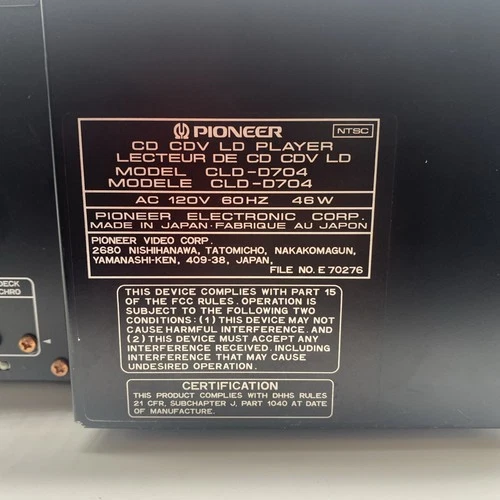 PIONEER NTSC
CD CDV LD PLAYER
LECTEUR DE CD CDV LD
MODEL CLD-D704
MODELE CLD-D704
AC 120V 60HZ 46W
PIONEER ELECTRONIC CORP.
MADE IN JAPAN·FABRIQUE AU JAPON
PIONEER VIDEO CORP.
2680 NISHIHANAWA, TATOMICHO, NAKAKOMAGUN,
YAMANASHI-KEN, 409-38, JAPAN,
FILE NO. E 70276
THIS DEVICE COMPLIES WITH PART 15
OF THE FCC RULES. OPERATION IS
SUBJECT TO THE FOLLOWING TWO
CONDITIONS: (1) THIS DEVICE MAY NOT
CAUSE HARMFUL INTERFERENCE. AND
(2) THIS DEVICE MUST ACCEPT ANY
INTERFERENCE RECEIVED. INCLUDING
INTERFERENCE THAT MAY CAUSE
UNDESIRED OPERATION.
CERTIFICATION
THIS PRODUCT COMPLIES WITH DHHS RULES
21 CFR, SUBCHAPTER J, PART 1040 AT DATE
OF MANUFACTURE.
DECK
CHRO